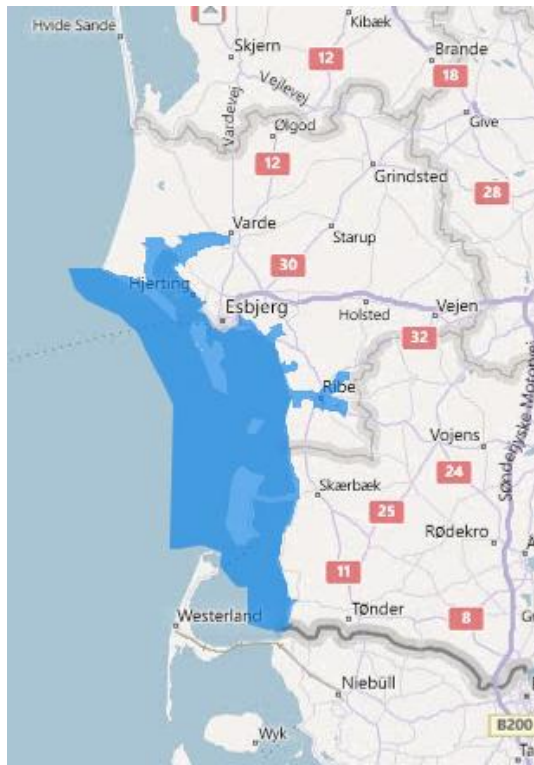 Hvide Sande
Kibæk
Skjern
Brande
12
18
Vejlevej
Vardevej
Give
Ølgod
12
Grindsted
28
Varde
Starup
30
Hjerting
Esbjerg
Holsted
Vejen
32
Ribe
Sønderjyske Motorvej
Vojens
24
Skærbæk
25
Rødekro
11
Tønder
8
Westerland
Niebüll
B200
Wyk